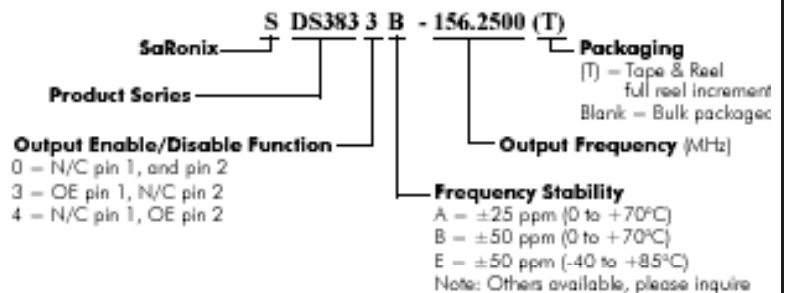 S DS383 3 B - 156.2500 (T)
SaRonix
Packaging
(T) – Tape & Reel
full reel increment
Blank – Bulk packaged
Product Series
Output Enable/Disable Function
0 – N/C pin 1, and pin 2
3 – OE pin 1, N/C pin 2
4 – N/C pin 1, OE pin 2
Output Frequency (MHz)
Frequency Stability
A – ±25 ppm (0 to +70°C)
B – ±50 ppm (0 to +70°C)
E – ±50 ppm (-40 to +85°C)
Note: Others available, please inquire